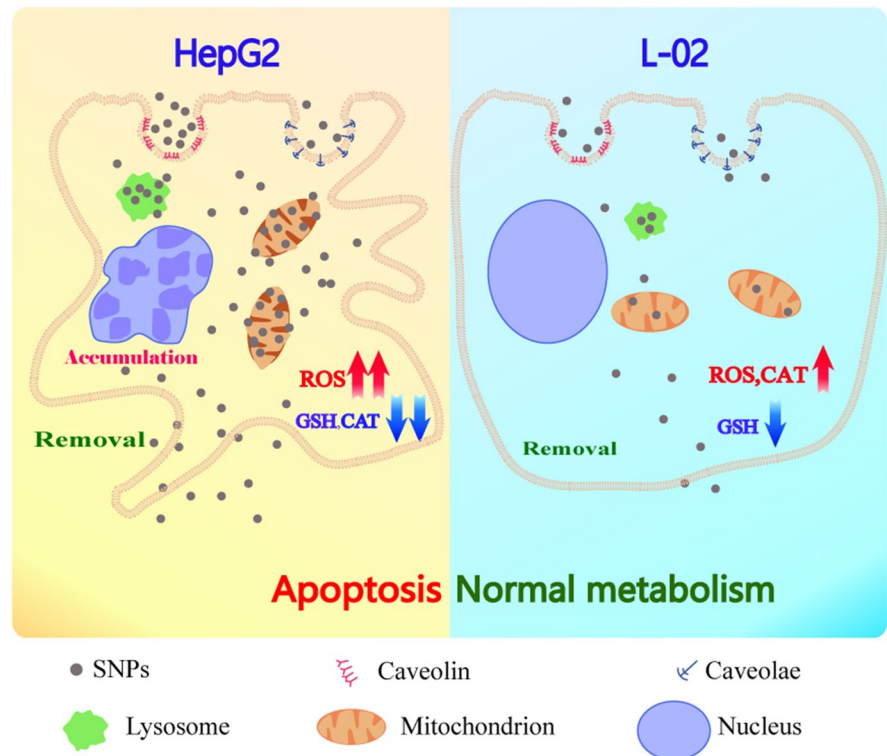 HepG2
L-02
Accumulation
ROS
GSH,CAT
Removal
ROS,CAT
GSH
Removal
Apoptosis
Normal metabolism
SNPs
Caveolin
Caveolae
Lysosome
Mitochondrion
Nucleus